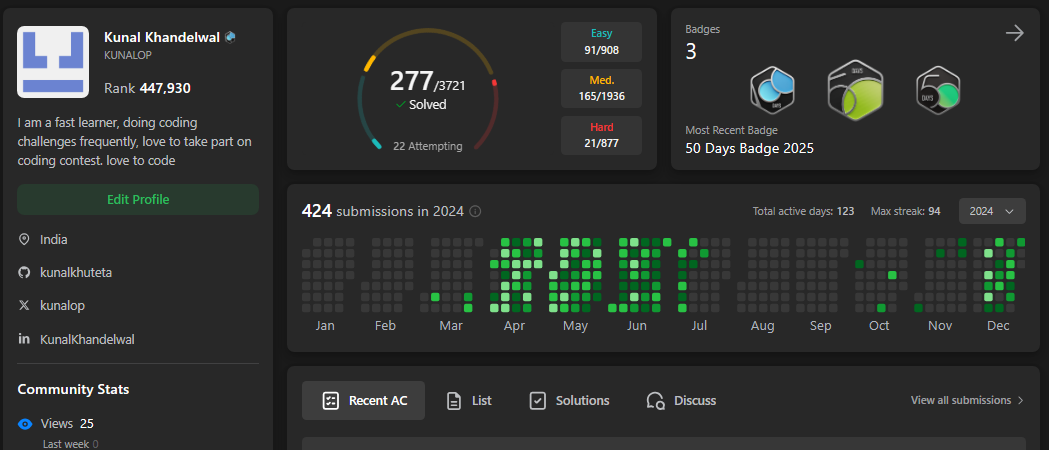 Kunal Khandelwal
KUNALOP
Rank 447,930
I am a fast learner, doing coding
challenges frequently, love to take part on
coding contest. love to code
Edit Profile
India
kunalkhuteta
kunalop
KunalKhandelwal
Community Stats
Views 25
Last week 0
277/3721
Solved
22 Attempting
Easy
91/908
Med.
165/1936
Hard
21/877
Badges
3
DAYS
DAYS
50
DAYS
Most Recent Badge
50 Days Badge 2025
424 submissions in 2024
Total active days: 123 Max streak: 94
2024
Jan Feb Mar Apr May Jun Jul Aug Sep Oct Nov Dec
Recent AC
List
Solutions
Discuss
View all submissions